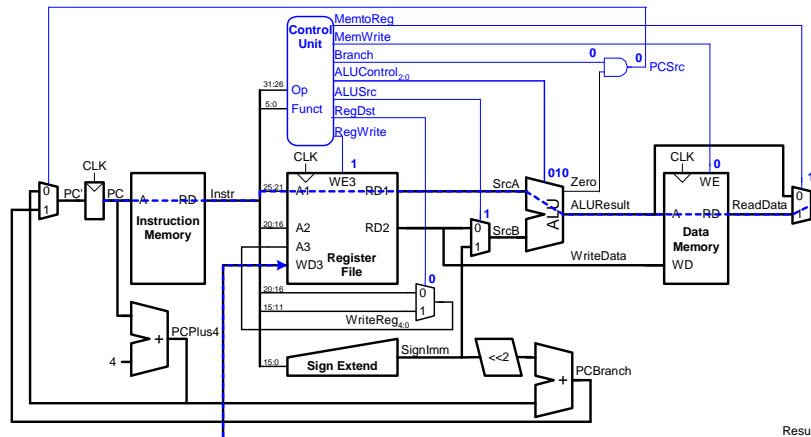 MemtoReg
Control
Unit
MemWrite
Branch
0
0
PCSrc
ALUControl2:0
31:26
Op
ALUSrc
5:0
Funct
RegDst
RegWrite
CLK
CLK
CLK
1
010
0
1
0
1
PC'
PC
A
RD
Instr
25:21
A1
WE3
RD1
SrcA
Zero
WE
0
1
ReadData
Instruction
Memory
20:16
A2
RD2
1
0
1
SrcB
ALU
ALUResult
A
RD
Data
Memory
A3
WD3
Register
File
WriteData
WD
20:16
15:11
0
0
1
WriteReg4:0
PCPlus4
+
4
SignImm
15:0
Sign Extend
<<2
+
PCBranch
Resu